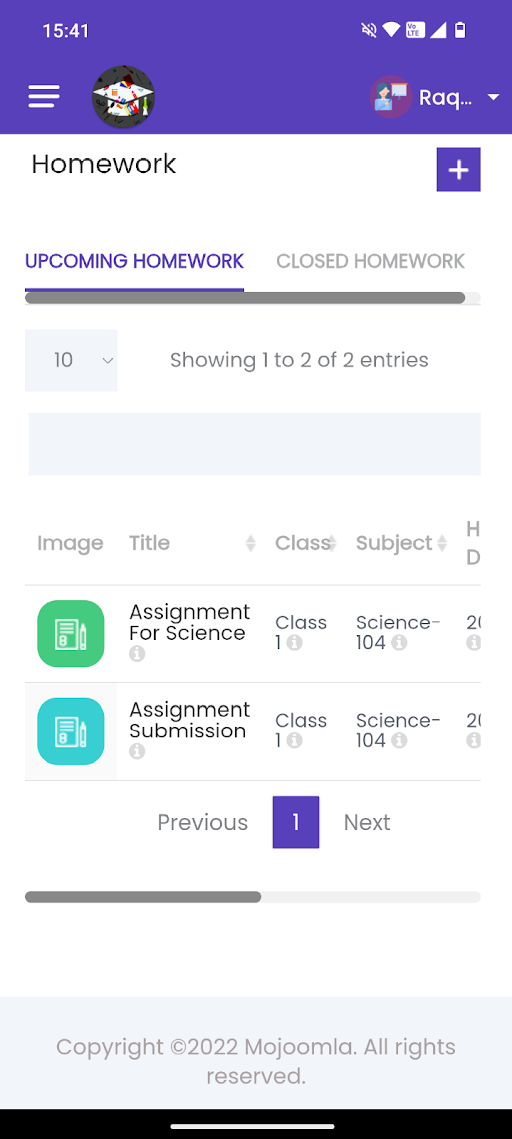 15:41
Vo LTE
Raq...
Homework
UPCOMING HOMEWORK CLOSED HOMEWORK
10 Showing 1 to 2 of 2 entries
Image Title Class Subject H
D
Assignment
For Science
Class
1
Science-
104
20
Assignment
Submission
Class
1
Science-
104
20
Previous 1 Next
Copyright ©2022 Mojoomla. All rights
reserved.